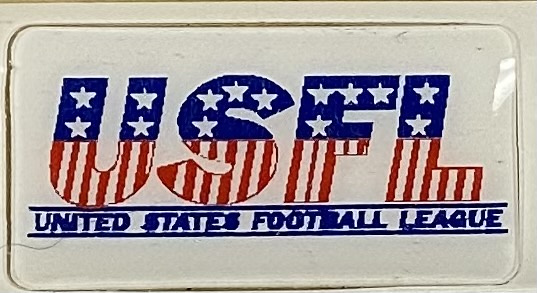 USFL
UNITED STATES FOOTBALL LEAGUE